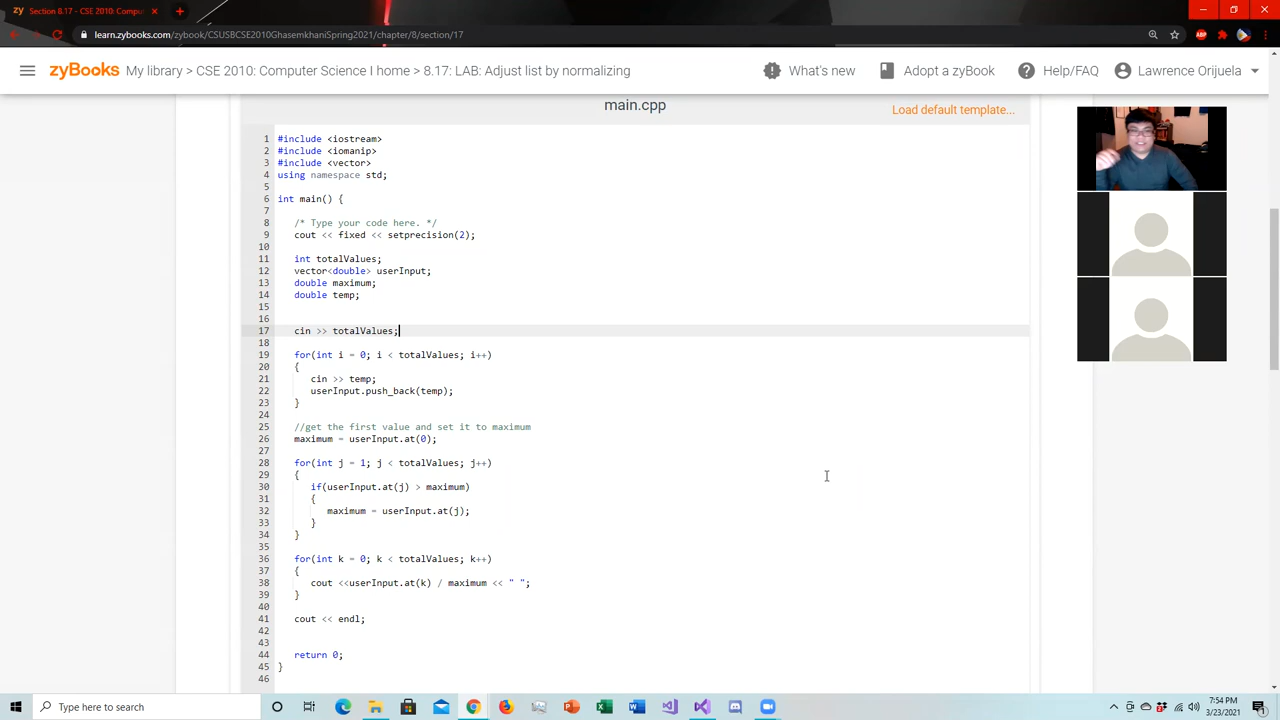 zy Section 8.17 - CSE 2010: Comput
learn.zybooks.com/zybook/CSUSBCSE2010GhasemkhaniSpring2021/chapter/8/section/17
ABP
zyBooks My library > CSE 2010: Computer Science I home > 8.17: LAB: Adjust list by normalizing
What's new
Adopt a zyBook
Help/FAQ
Lawrence Orijuela
main.cpp
Load default template...
1 #include <iostream>
2 #include <iomanip>
3 #include <vector>
4 using namespace std;
5
6 int main() {
7
8 /* Type your code here. */
9 cout << fixed << setprecision(2);
10
11 int totalValues;
12 vector<double> userInput;
13 double maximum;
14 double temp;
15
16
17 cin >> totalValues;
18
19 for(int i = 0; i < totalValues; i++)
20 {
21 cin >> temp;
22 userInput.push_back(temp);
23 }
24
25 //get the first value and set it to maximum
26 maximum = userInput.at(0);
27
28 for(int j = 1; j < totalValues; j++)
29 {
30 if(userInput.at(j) > maximum)
31 {
32 maximum = userInput.at(j);
33 }
34 }
35
36 for(int k = 0; k < totalValues; k++)
37 {
38 cout <<userInput.at(k) / maximum << " ";
39 }
40
41 cout << endl;
42
43
44 return 0;
45 }
46
Type here to search
7:54 PM
3/23/2021